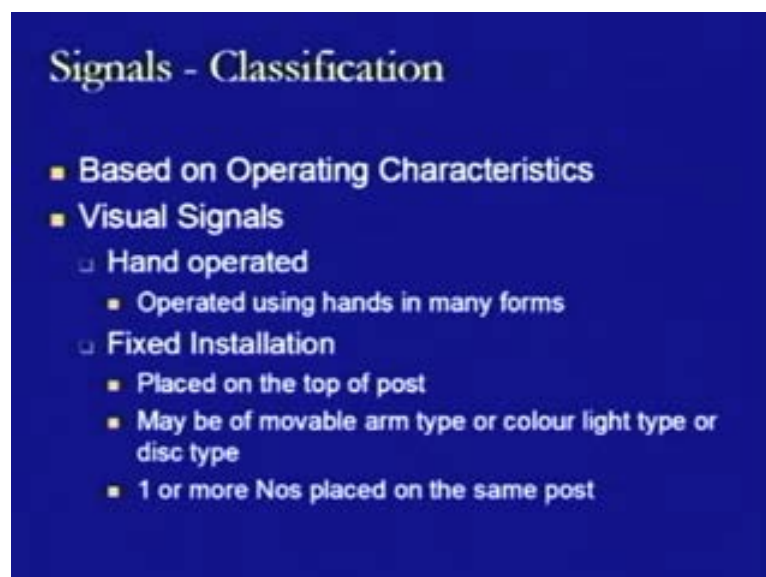 Signals - Classification
Based on Operating Characteristics
Visual Signals
Hand operated
Operated using hands in many forms
Fixed Installation
Placed on the top of post
May be of movable arm type or colour light type or
disc type
1 or more Nos placed on the same post